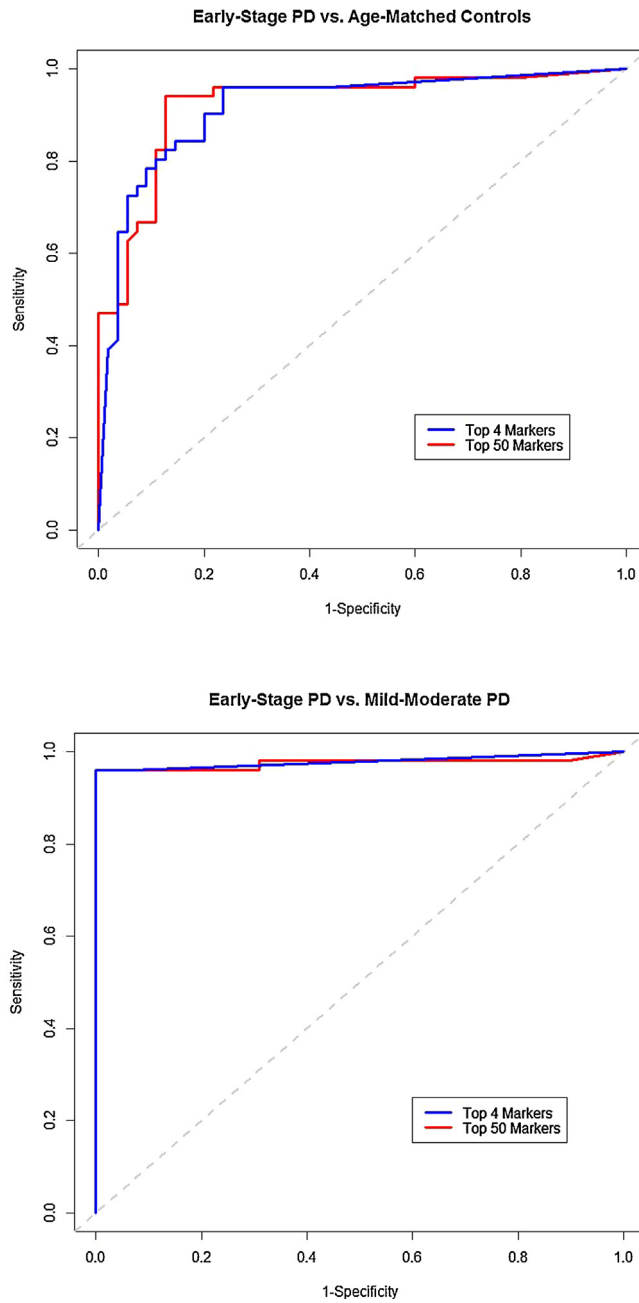 Early-Stage PD vs. Age-Matched Controls
1.0
0.8
0.6
0.4
0.2
0.0
Sensitivity
Top 4 Markers
Top 50 Markers
0.0 0.2 0.4 0.6 0.8 1.0
1-Specificity
Early-Stage PD vs. Mild-Moderate PD
1.0
0.8
0.6
0.4
0.2
0.0
Sensitivity
Top 4 Markers
Top 50 Markers
0.0 0.2 0.4 0.6 0.8 1.0
1-Specificity